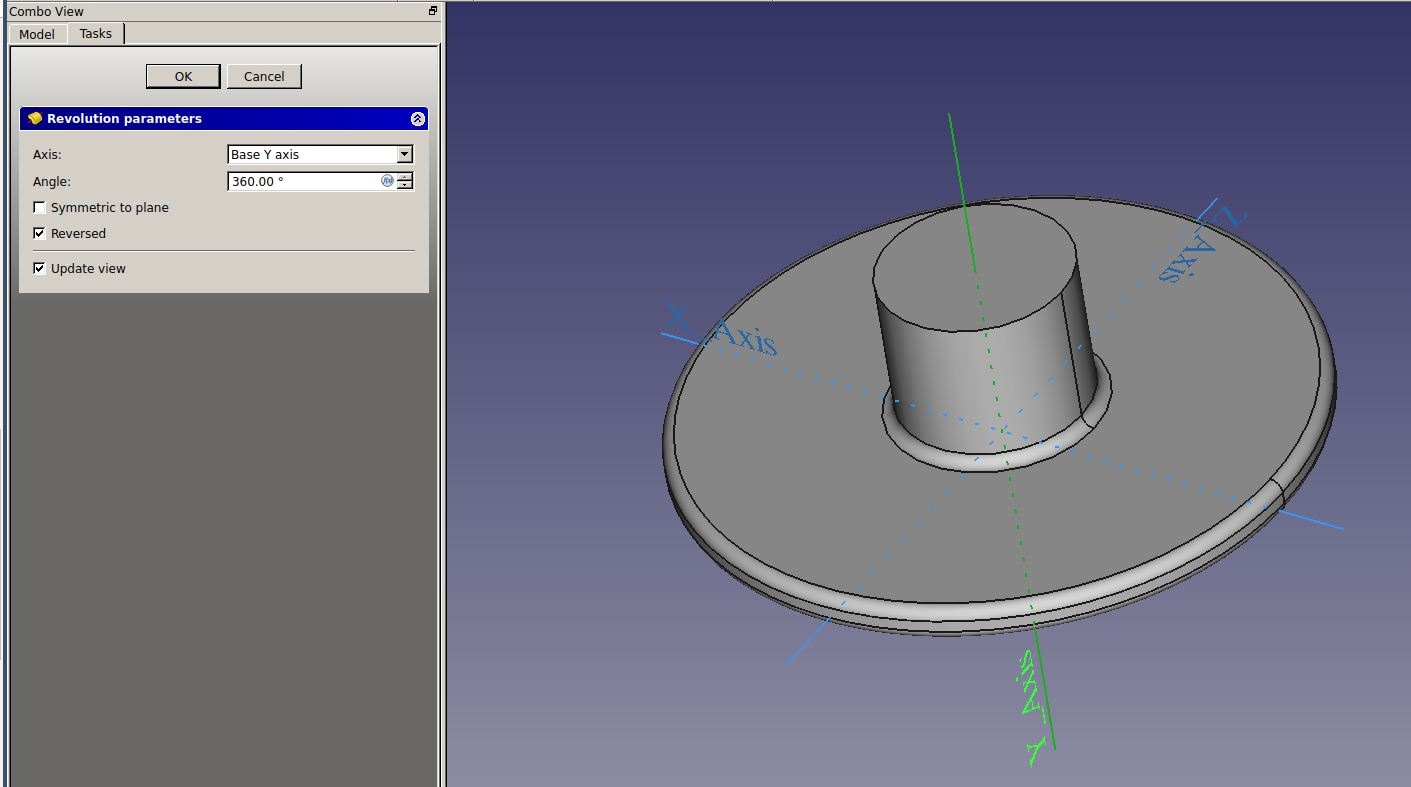 Combo View
Model Tasks
OK Cancel
Revolution parameters
Axis: Base Y axis
Angle: 360.00 °
Symmetric to plane
Reversed
Update view
X Axis
Z Axis
Y Axis